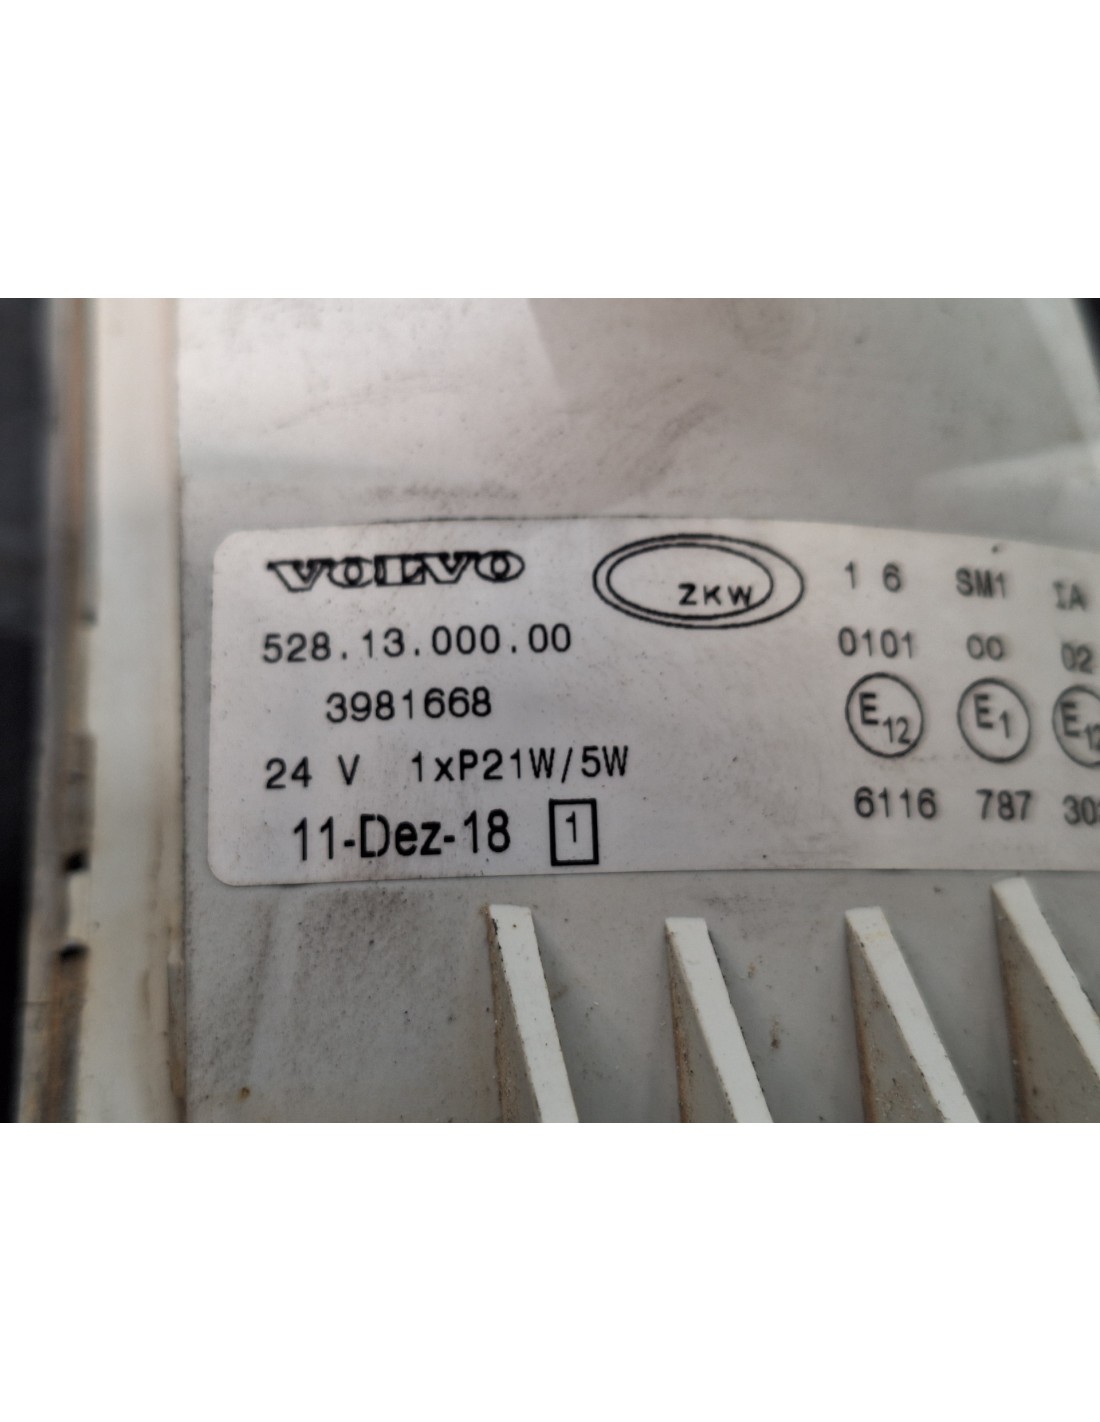 VOLVO
ZKW
528.13.000.00
3981668
24 V 1xP21W/5W
11-Dez-18 1
1 6 SM1 IA
0101 00 02
E12 E1 E12
6116 787